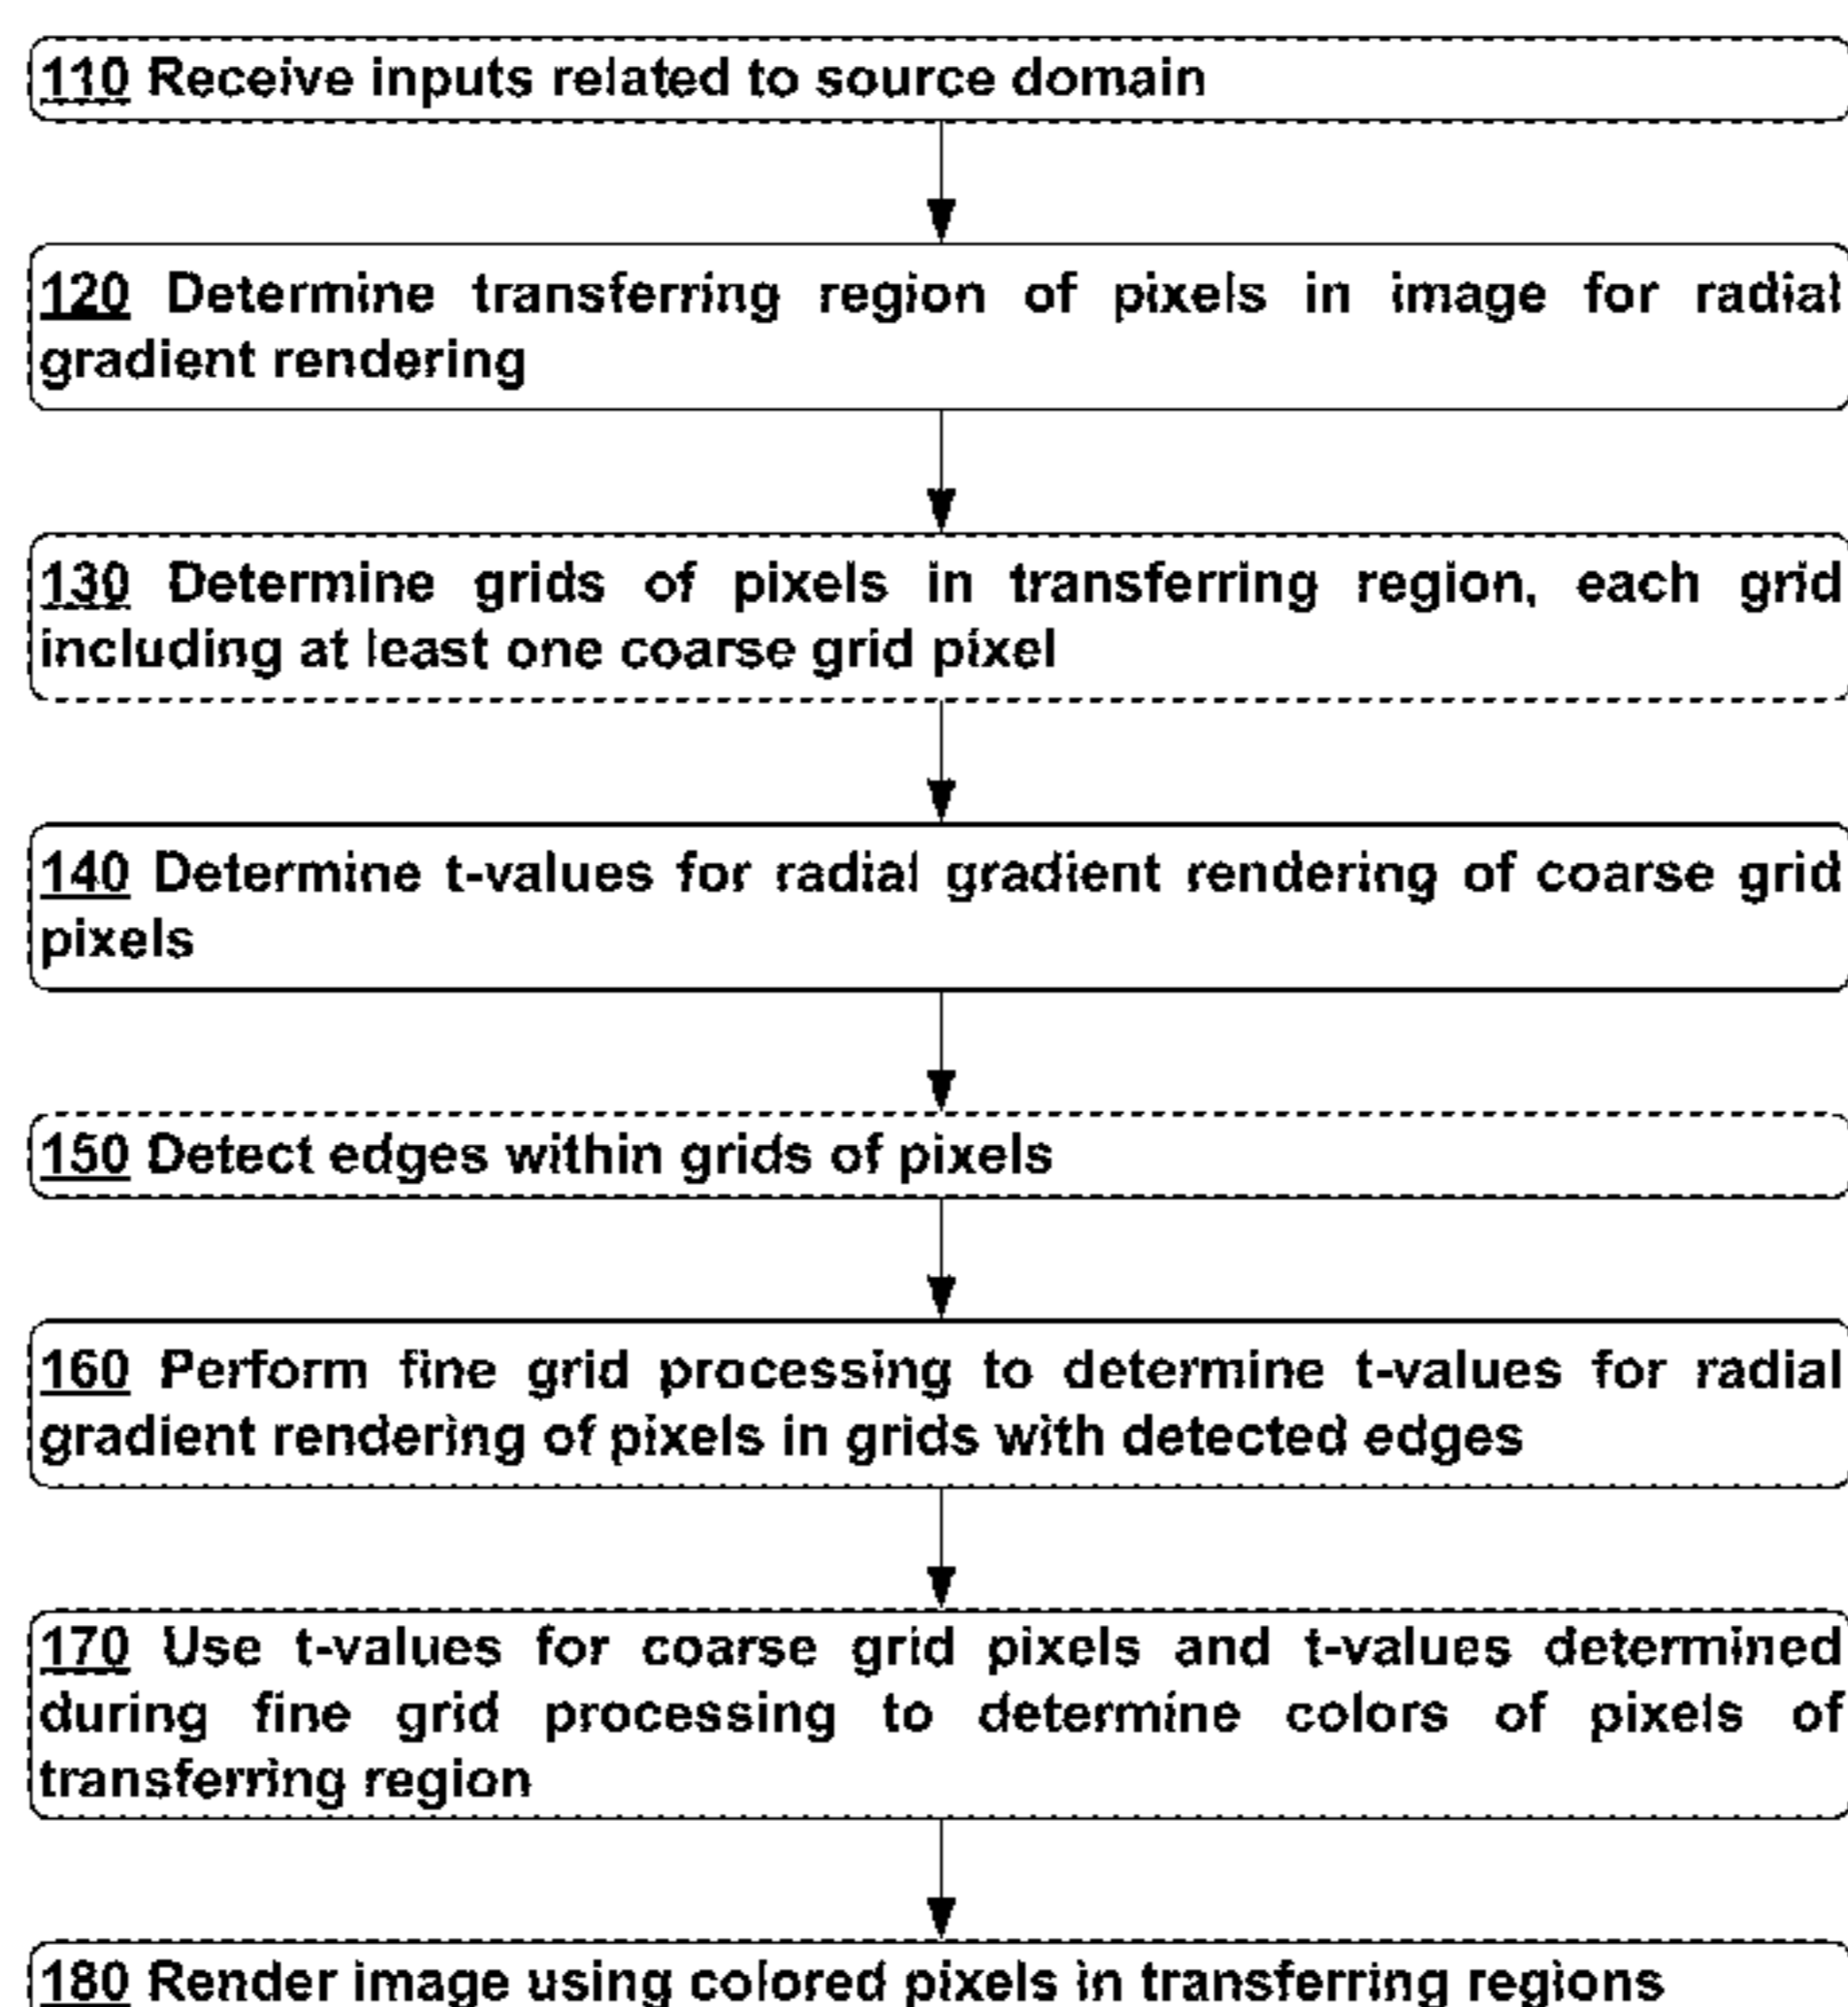 110 Receive inputs related to source domain
120 Determine transferring region of pixels in image for radial
gradient rendering
130 Determine grids of pixels in transferring region, each grid
including at least one coarse grid pixel
140 Determine t-values for radial gradient rendering of coarse grid
pixels
150 Detect edges within grids of pixels
160 Perform fine grid processing to determine t-values for radial
gradient rendering of pixels in grids with detected edges
170 Use t-values for coarse grid pixels and t-values determined
during fine grid processing to determine colors of pixels of
transferring region
180 Render image using colored pixels in transferring regions